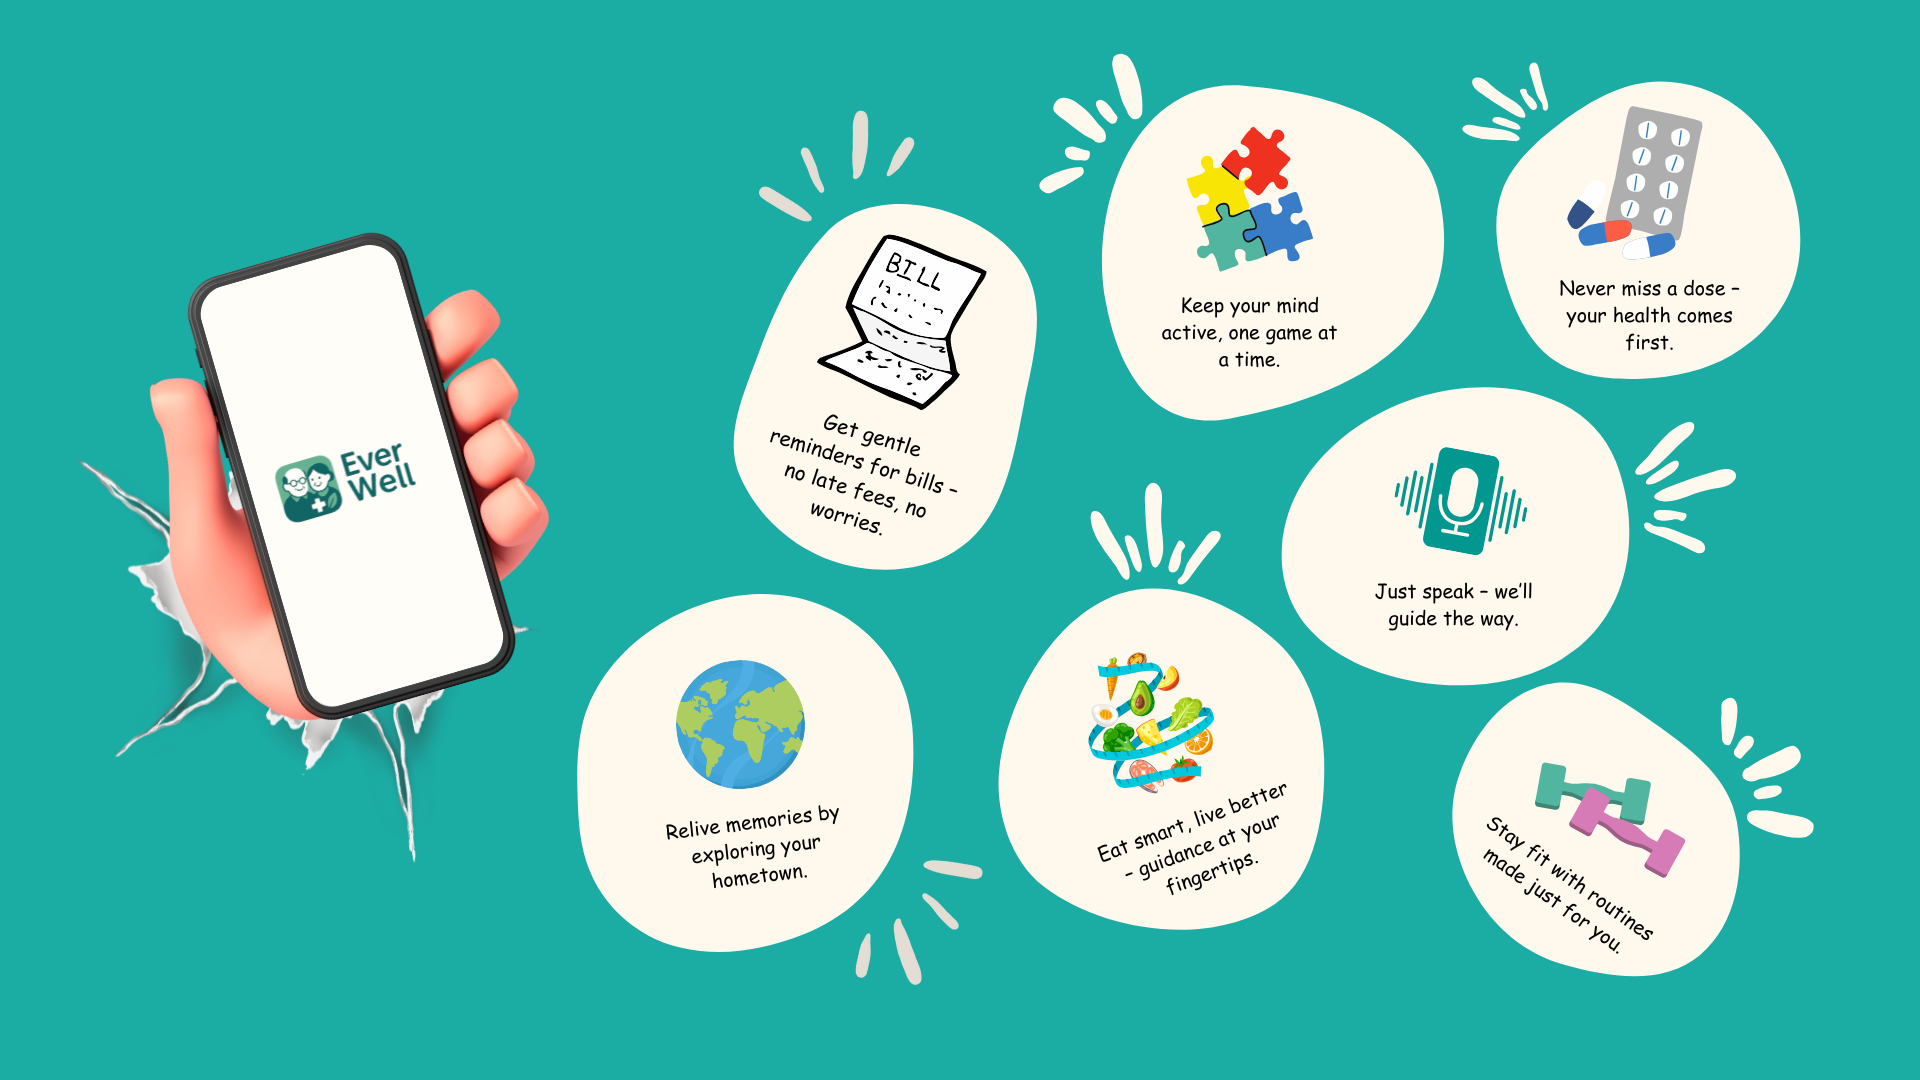 Ever
Well
BILL
Get gentle
reminders for bills –
no late fees, no
worries.
Keep your mind
active, one game at
a time.
Never miss a dose –
your health comes
first.
Just speak – we’ll
guide the way.
Relive memories by
exploring your
hometown.
Eat smart, live better
– guidance at your
fingertips.
Stay fit with routines
made just for you.